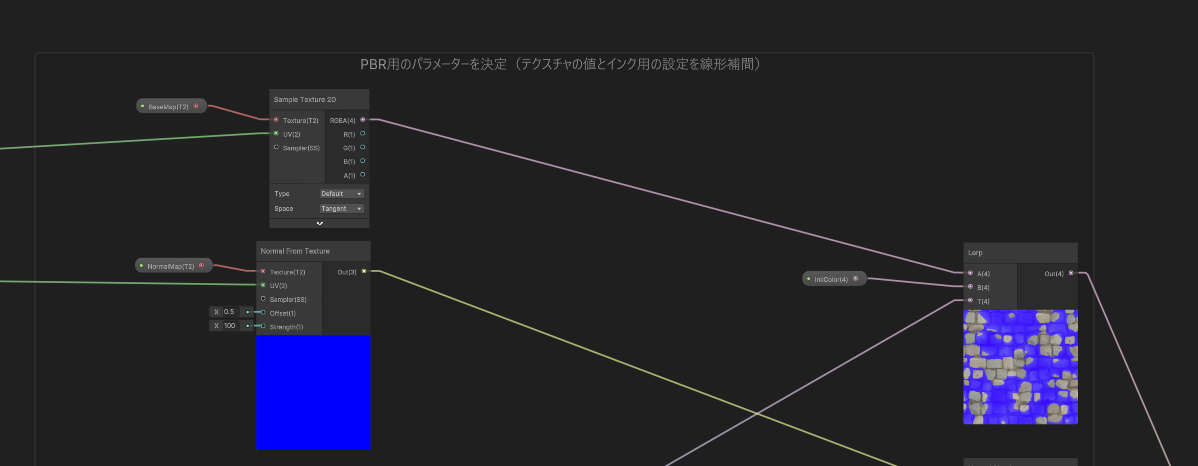 PBR用のパラメーターを決定（テクスチャの値とインク用の設定を線形補間）
BaseMap(T2)
Sample Texture 2D
Texture(T2) RGBA(4)
UV(2) R(1)
Sampler(SS) G(1)
B(1)
A(1)
Type Default
Space Tangent
NormalMap(T2)
Normal From Texture
Texture(T2) Out(3)
UV(2)
Sampler(SS)
X 0.5 Offset(1)
X 100 Strength(1)
InkColor(4)
Lerp
A(4) Out(4)
B(4)
T(4)